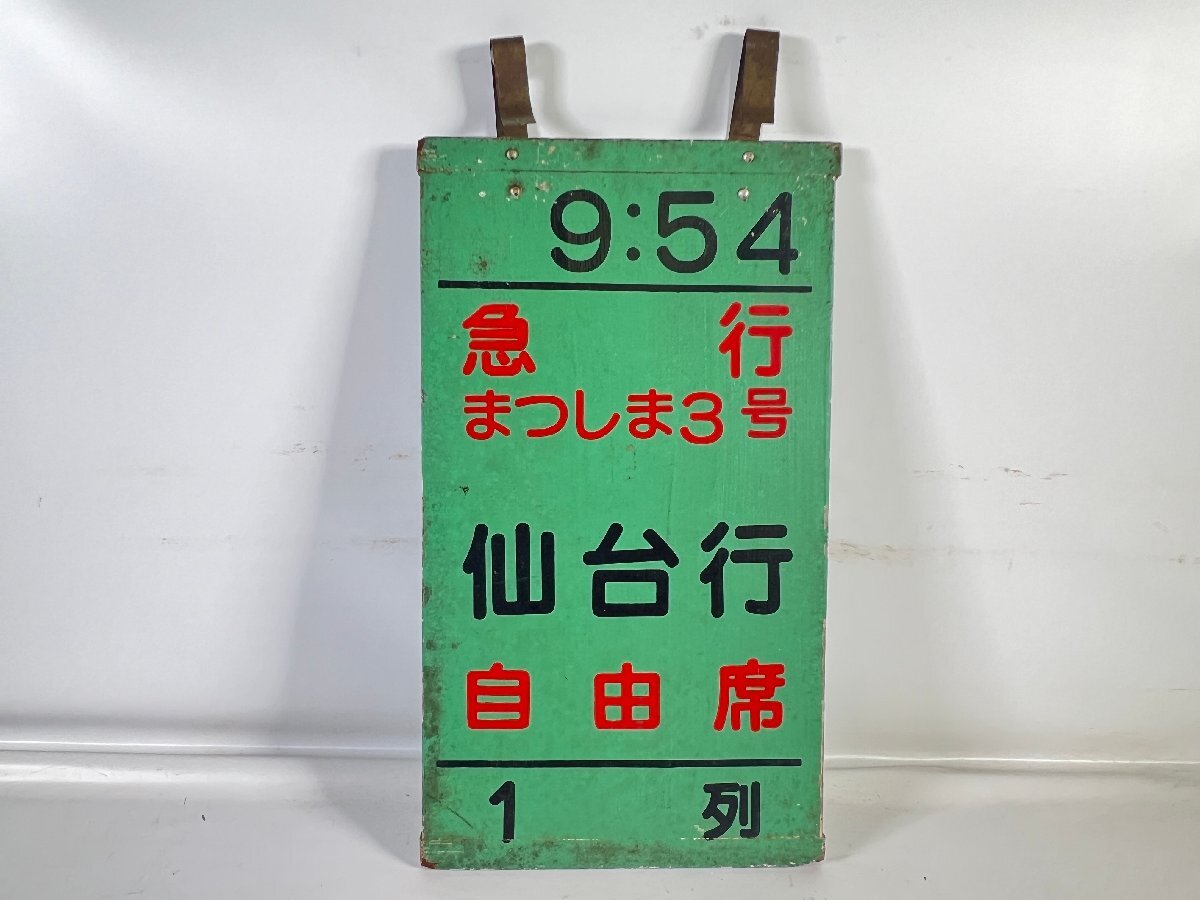 9:54
急行
まつしま3号
仙台行
自由席
1列